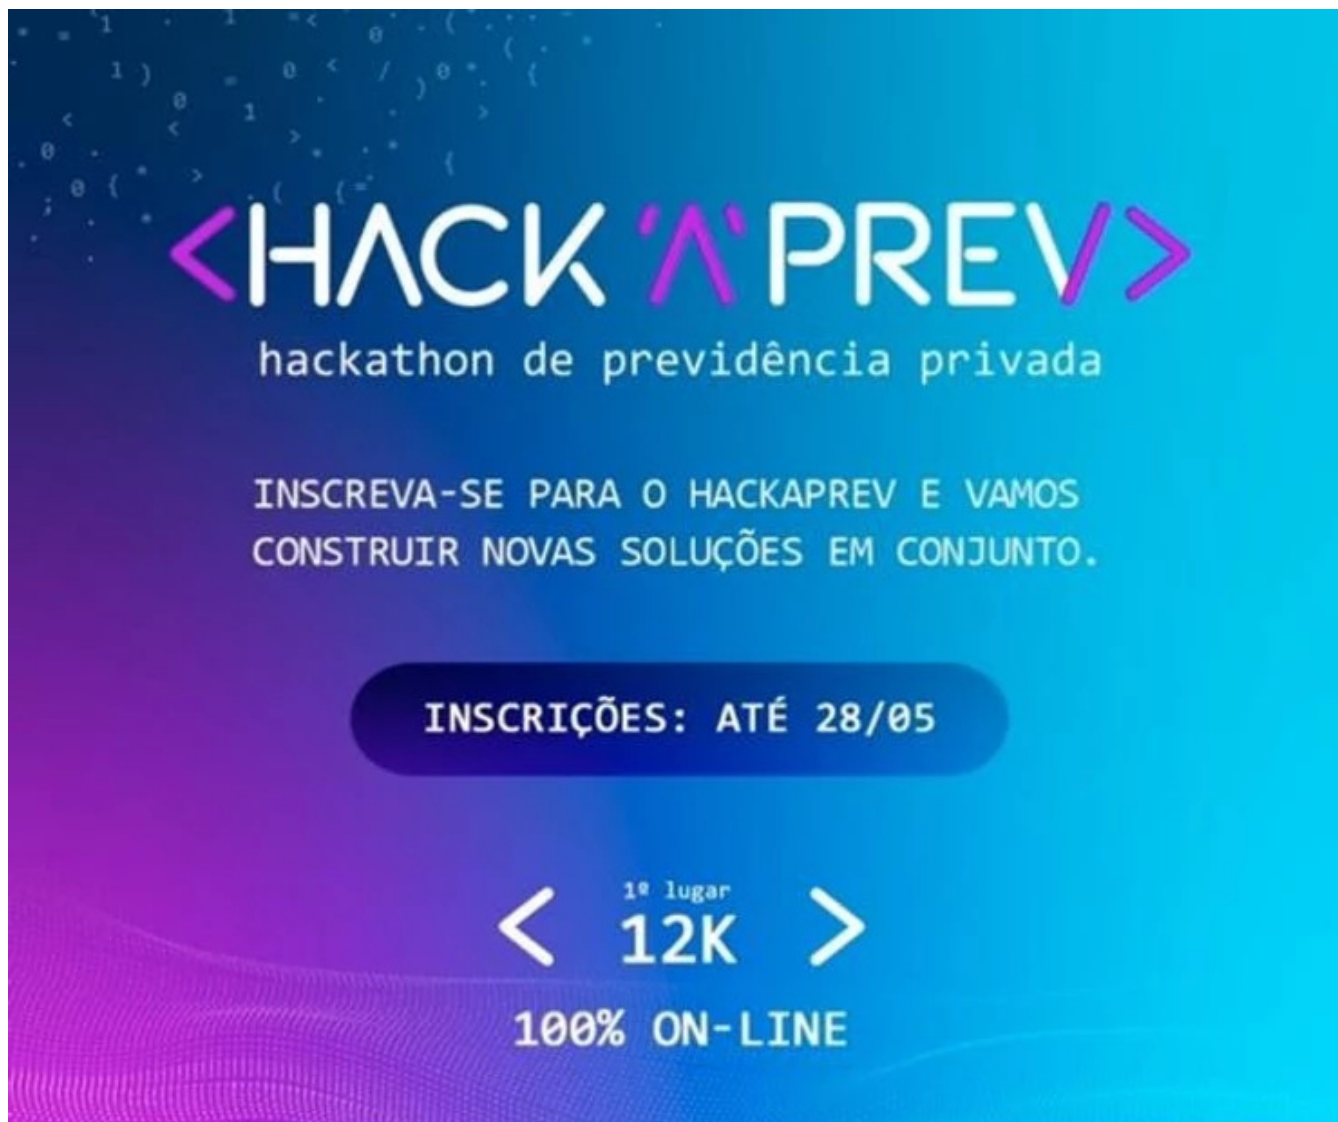 <HACK'A'PREV>
hackathon de previdência privada
INSCREVA-SE PARA O HACKAPREV E VAMOS
CONSTRUIR NOVAS SOLUÇÕES EM CONJUNTO.
INSCRIÇÕES: ATÉ 28/05
1º lugar
< 12K >
100% ON-LINE